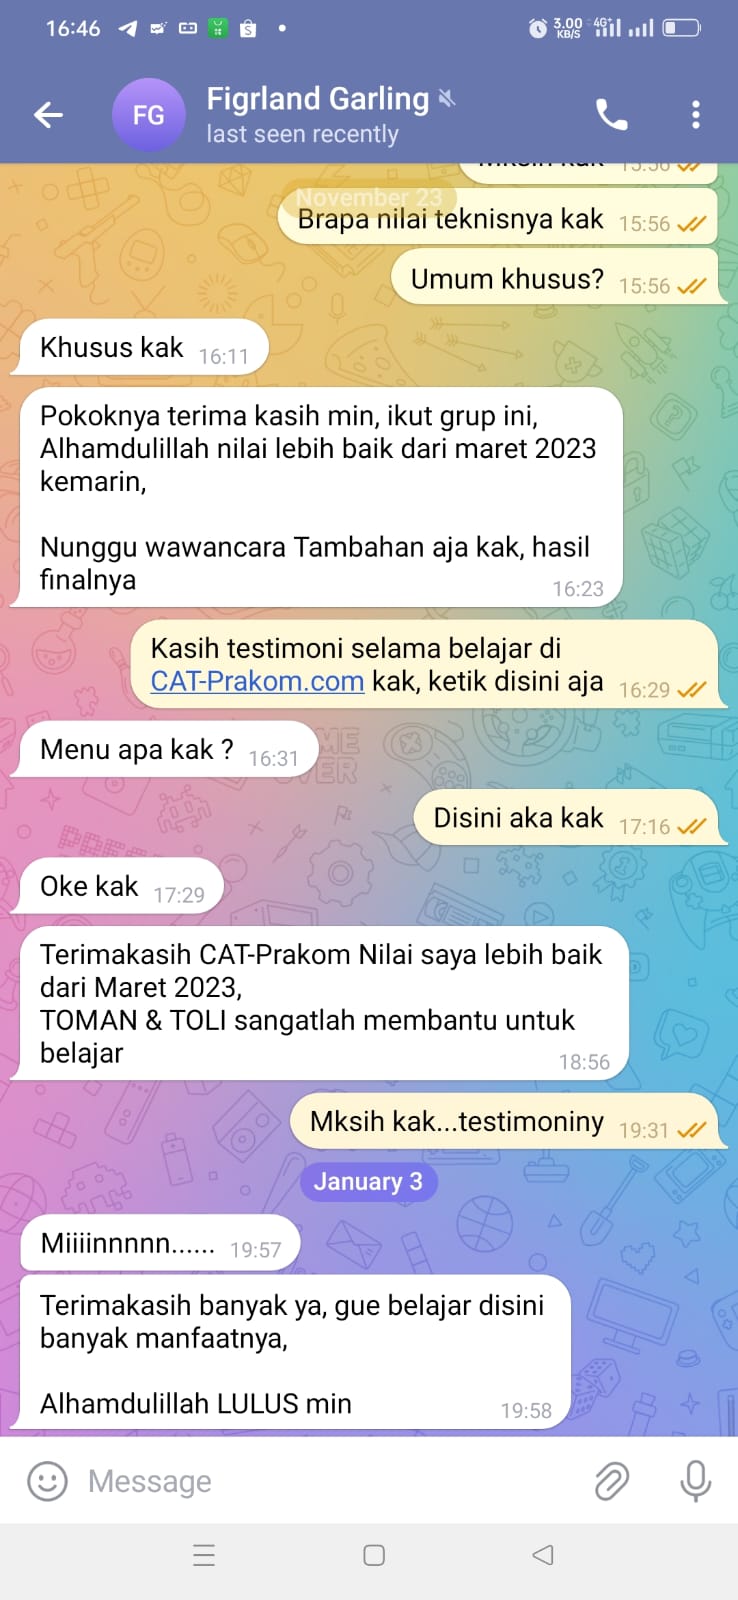 16:46
3.00
KB/S
4G+
FG
Figrland Garling
last seen recently
15:56
November 23
Brapa nilai teknisnya kak 15:56
Umum khusus? 15:56
Khusus kak 16:11
Pokoknya terima kasih min, ikut grup ini,
Alhamdulillah nilai lebih baik dari maret 2023
kemarin,
Nunggu wawancara Tambahan aja kak, hasil
finalnya
16:23
Kasih testimoni selama belajar di
CAT-Prakom.com kak, ketik disini aja 16:29
Menu apa kak ? 16:31
Disini aka kak 17:16
Oke kak 17:29
Terimakasih CAT-Prakom Nilai saya lebih baik
dari Maret 2023,
TOMAN & TOLI sangatlah membantu untuk
belajar
18:56
Mksih kak...testimoniny 19:31
January 3
Miiiinnnnn...... 19:57
Terimakasih banyak ya, gue belajar disini
banyak manfaatnya,
Alhamdulillah LULUS min 19:58
Message